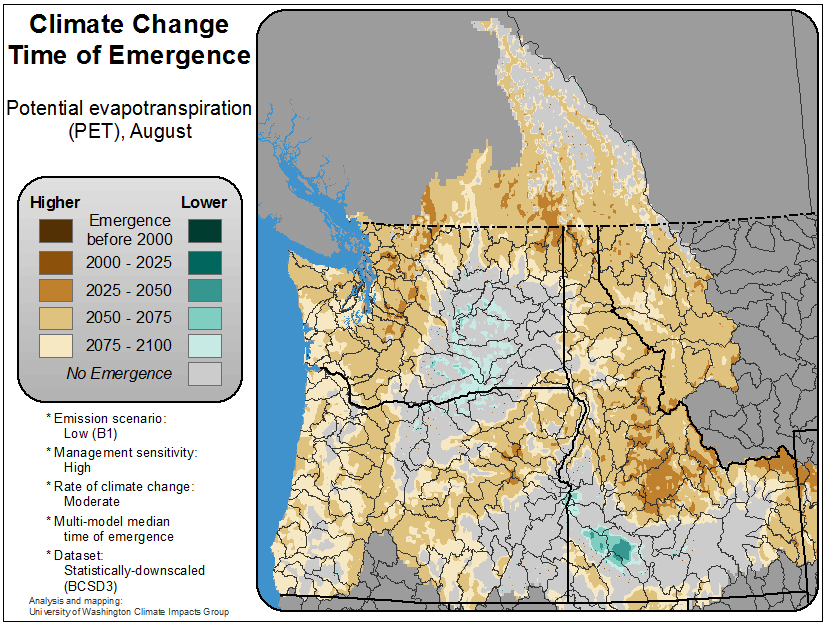 Climate Change
Time of Emergence
Potential evapotranspiration
(PET), August
Higher
Lower
Emergence
before 2000
2000 - 2025
2025 - 2050
2050 - 2075
2075 - 2100
No Emergence
* Emission scenario:
Low (B1)
* Management sensitivity:
High
* Rate of climate change:
Moderate
* Multi-model median
time of emergence
* Dataset:
Statistically-downscaled
(BCSD3)
Analysis and mapping:
University of Washington Climate Impacts Group